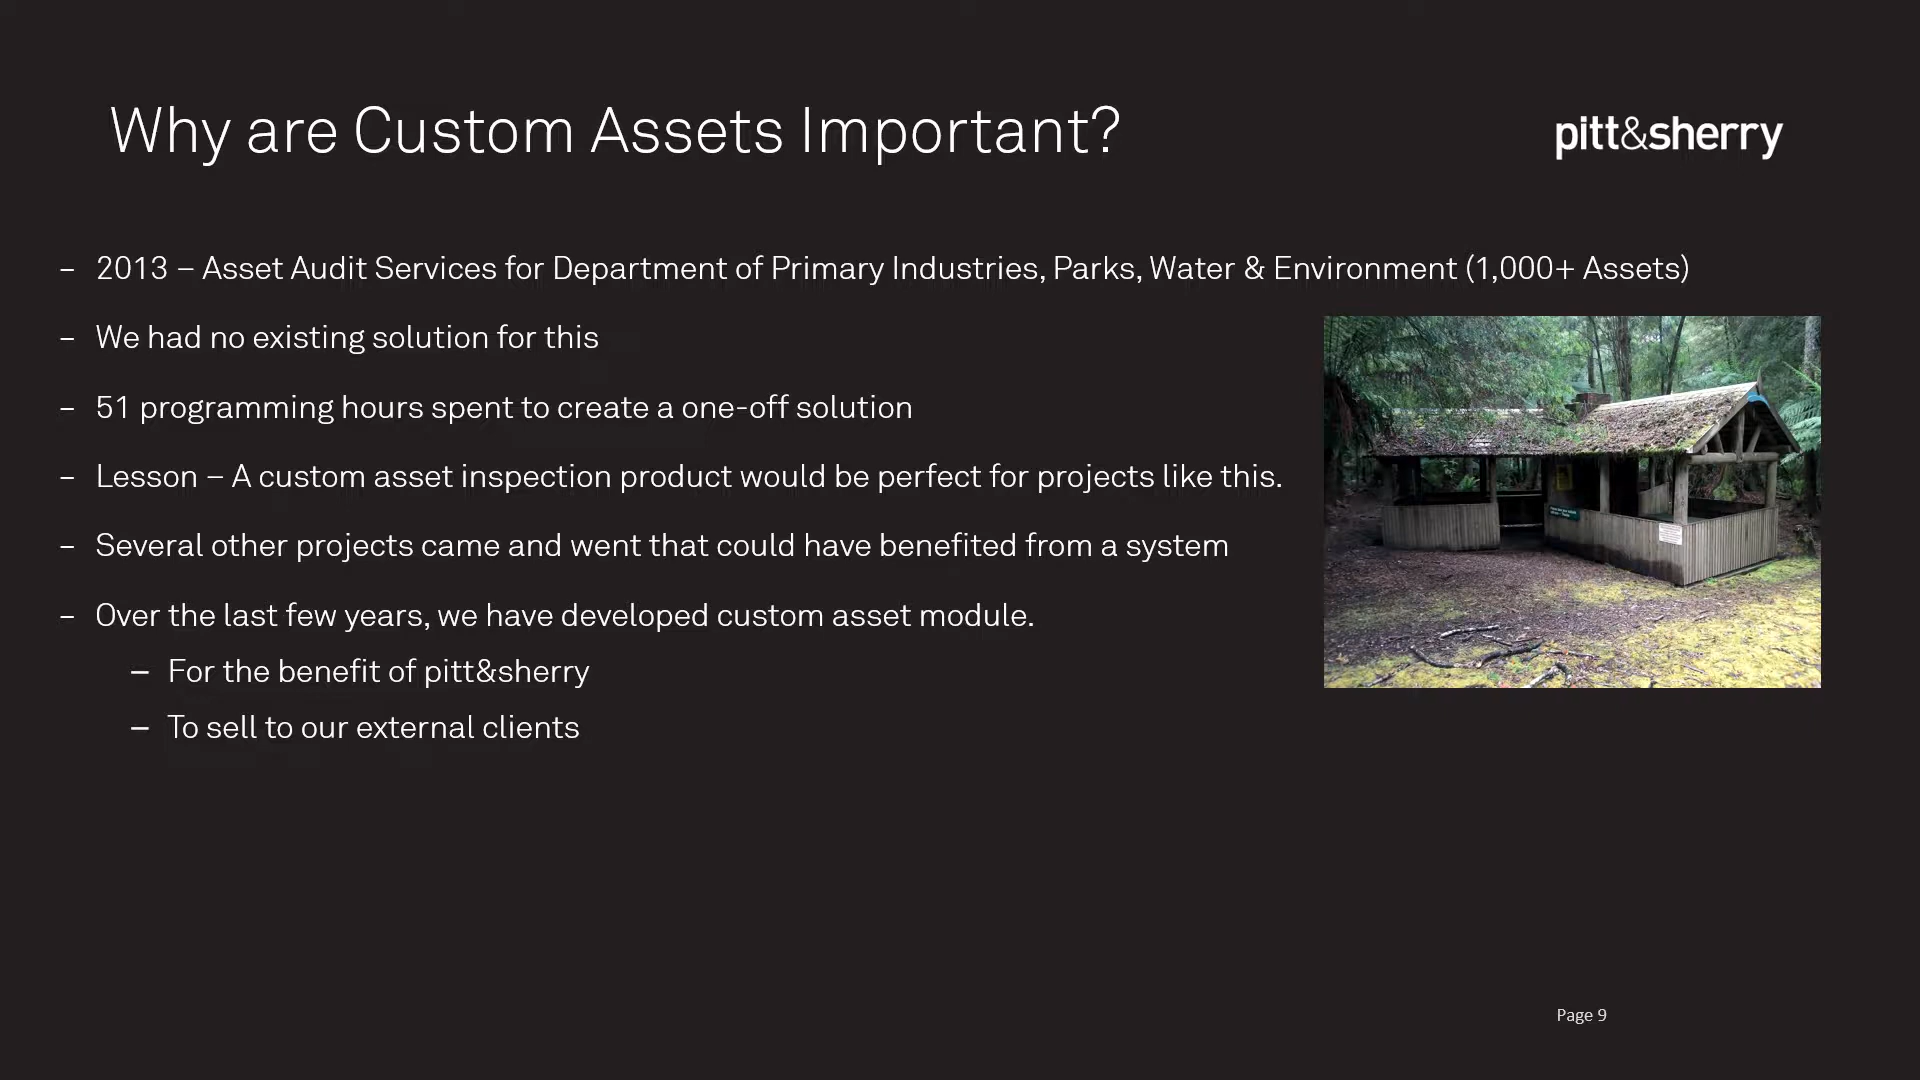 Why are Custom Assets Important?
pitt&sherry
– 2013 – Asset Audit Services for Department of Primary Industries, Parks, Water & Environment (1,000+ Assets)
– We had no existing solution for this
– 51 programming hours spent to create a one-off solution
– Lesson – A custom asset inspection product would be perfect for projects like this.
– Several other projects came and went that could have benefited from a system
– Over the last few years, we have developed custom asset module.
– For the benefit of pitt&sherry
– To sell to our external clients
Page 9